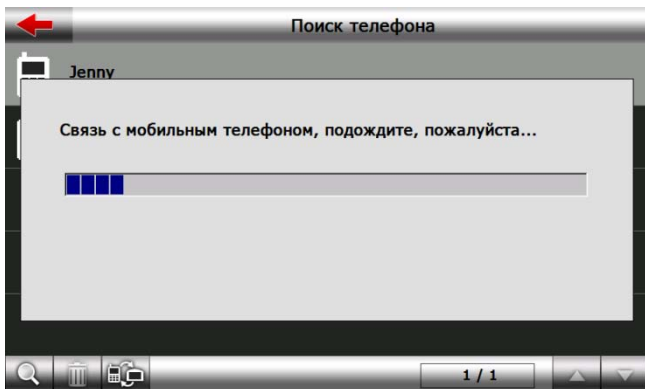 Поиск телефона
Jenny
Связь с мобильным телефоном, подождите, пожалуйста...
1 / 1